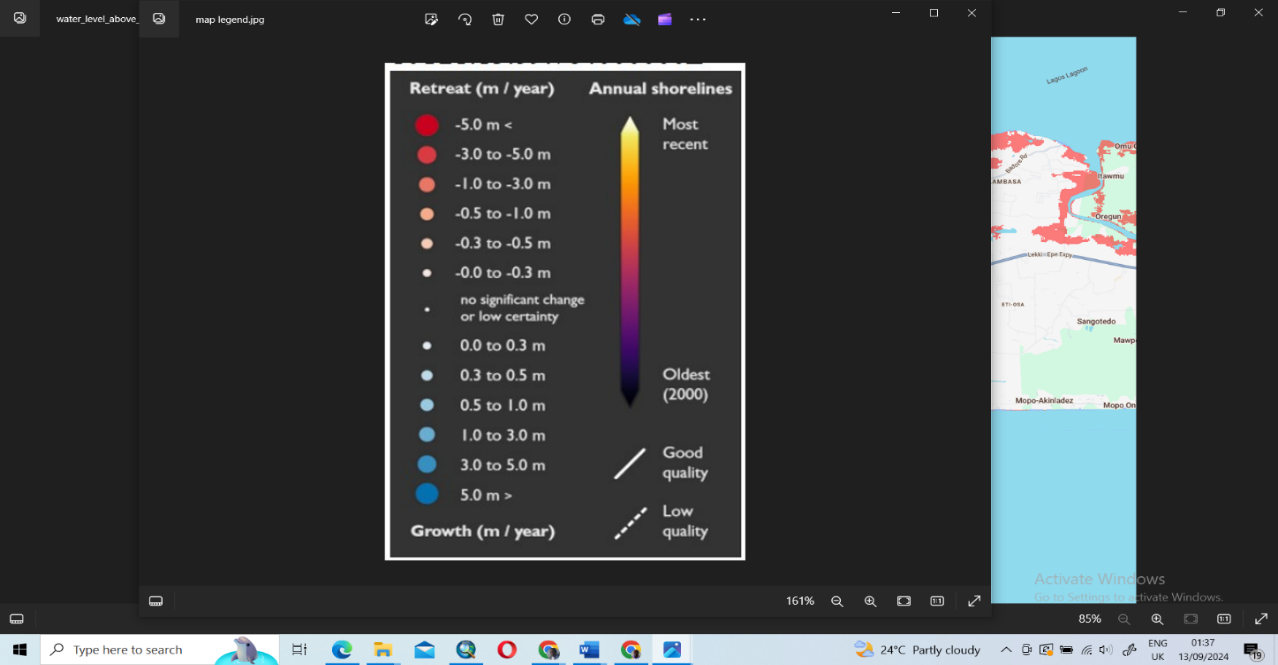 water_level_above_
map legend.jpg
Retreat (m / year)
Annual shorelines
-5.0 m <
-3.0 to -5.0 m
-1.0 to -3.0 m
-0.5 to -1.0 m
-0.3 to -0.5 m
-0.0 to -0.3 m
no significant change
or low certainty
0.0 to 0.3 m
0.3 to 0.5 m
0.5 to 1.0 m
1.0 to 3.0 m
3.0 to 5.0 m
5.0 m >
Growth (m / year)
Most
recent
Oldest
(2000)
Good
quality
Low
quality
Lagos Lagoon
Omu
Itawmu
AMBASA
Oregun
Lekki - Epe Expy
ETI-OSA
Sangotedo
Mawp
Mopo-Akinladez
Mopo On
Activate Windows
Go to Settings to activate Windows.
161%
1:1
85%
1:1
Type here to search
24°C Partly cloudy
ENG
UK
01:37
13/09/2024
19